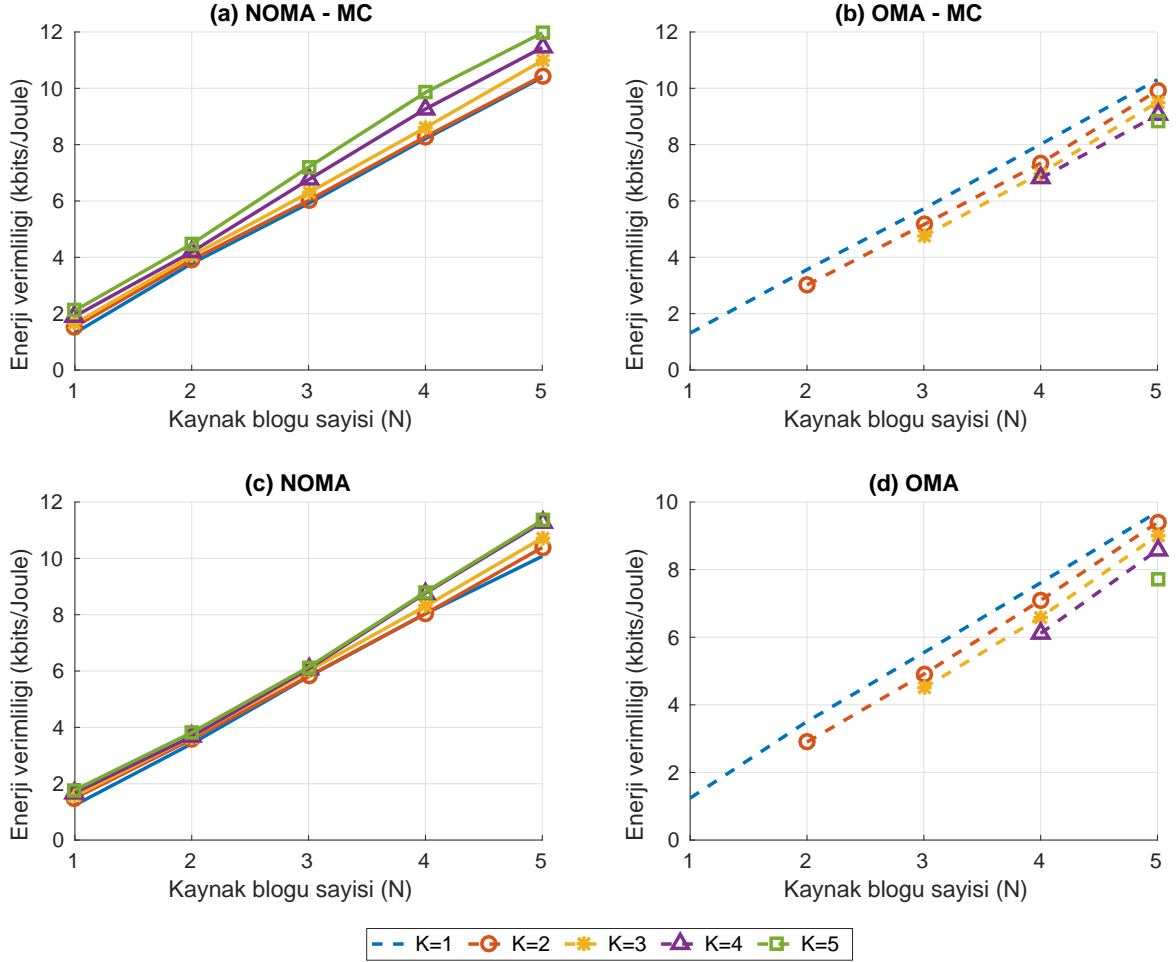 (a) NOMA - MC
12
10
8
6
4
2
0
1 2 3 4 5
Enerji verimliligi (kbits/Joule)
Kaynak blogu sayisi (N)
(b) OMA - MC
12
10
8
6
4
2
0
1 2 3 4 5
Enerji verimliligi (kbits/Joule)
Kaynak blogu sayisi (N)
(c) NOMA
12
10
8
6
4
2
0
1 2 3 4 5
Enerji verimliligi (kbits/Joule)
Kaynak blogu sayisi (N)
(d) OMA
10
8
6
4
2
0
1 2 3 4 5
Enerji verimliligi (kbits/Joule)
Kaynak blogu sayisi (N)
K=1 K=2 K=3 K=4 K=5